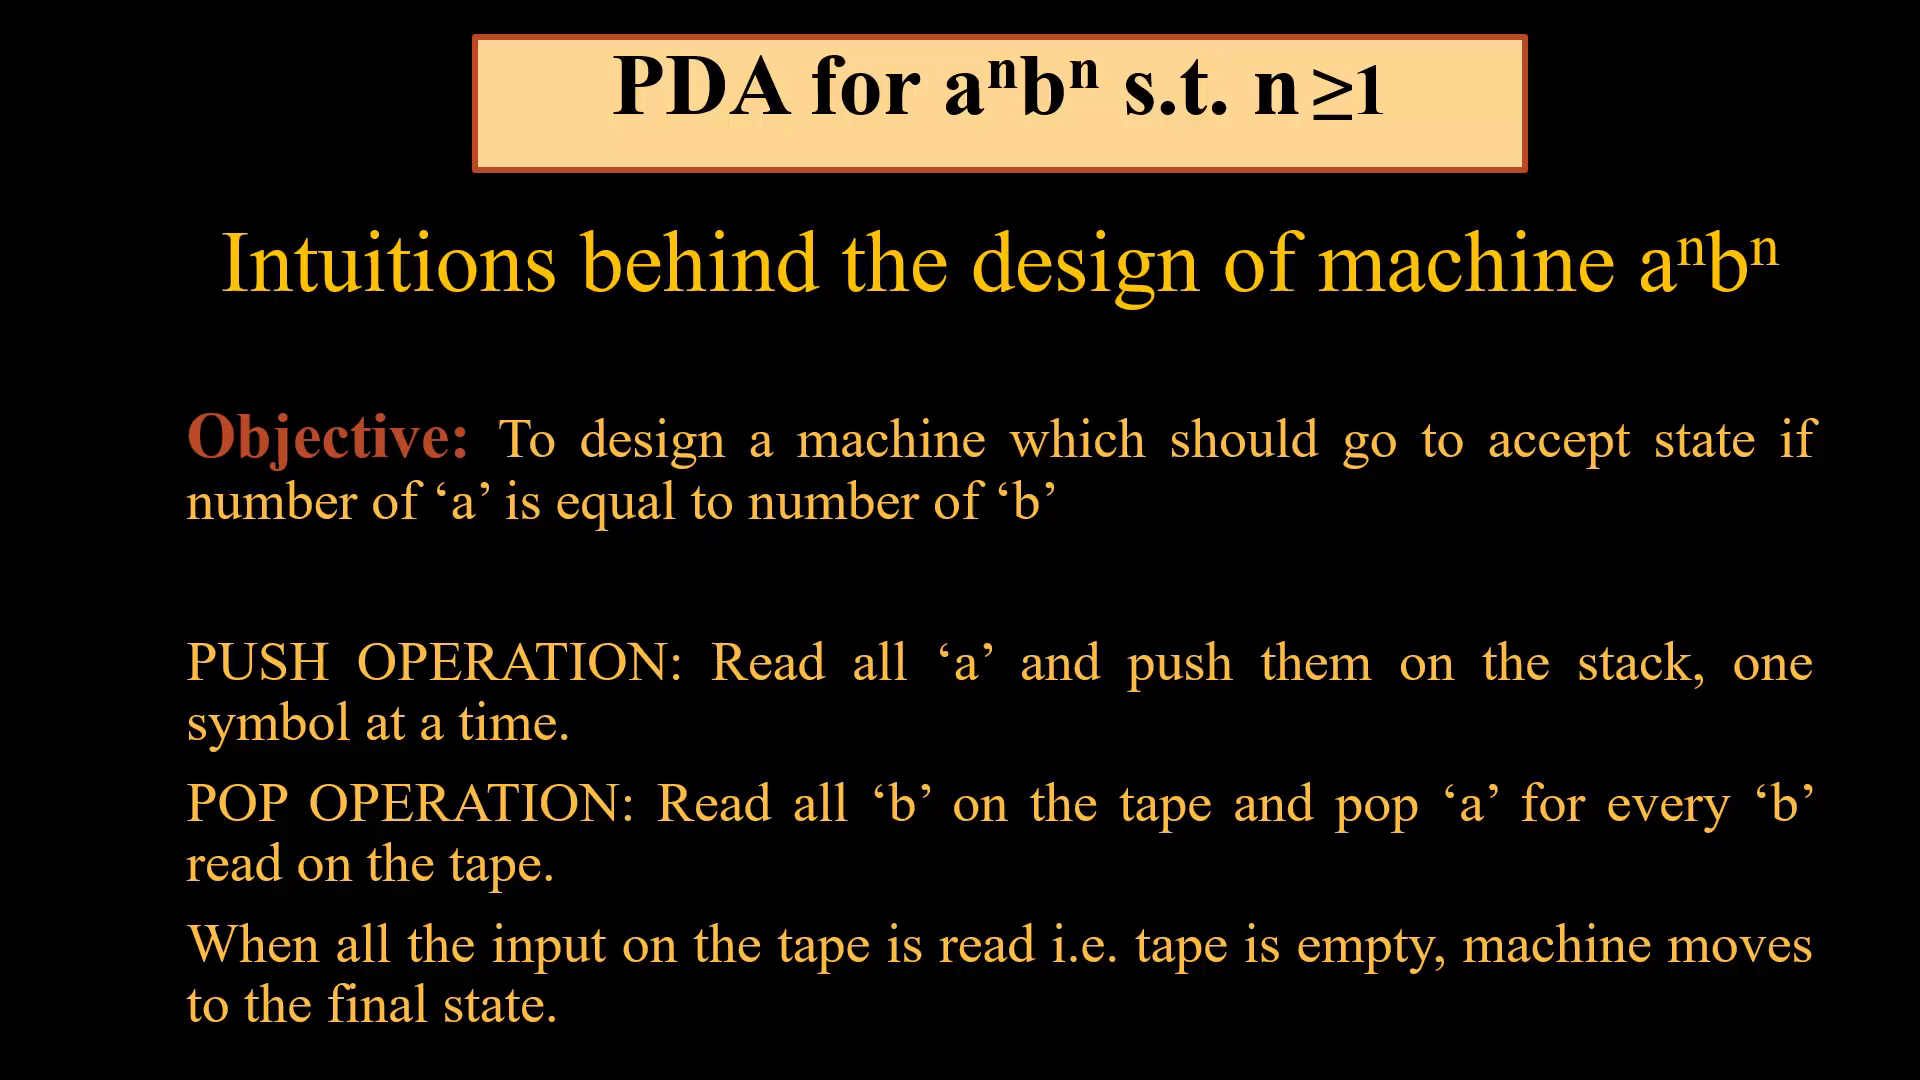 PDA for aⁿbⁿ s.t. n ≥1
Intuitions behind the design of machine aⁿbⁿ
Objective: To design a machine which should go to accept state if
number of ‘a’ is equal to number of ‘b’
PUSH OPERATION: Read all ‘a’ and push them on the stack, one
symbol at a time.
POP OPERATION: Read all ‘b’ on the tape and pop ‘a’ for every ‘b’
read on the tape.
When all the input on the tape is read i.e. tape is empty, machine moves
to the final state.